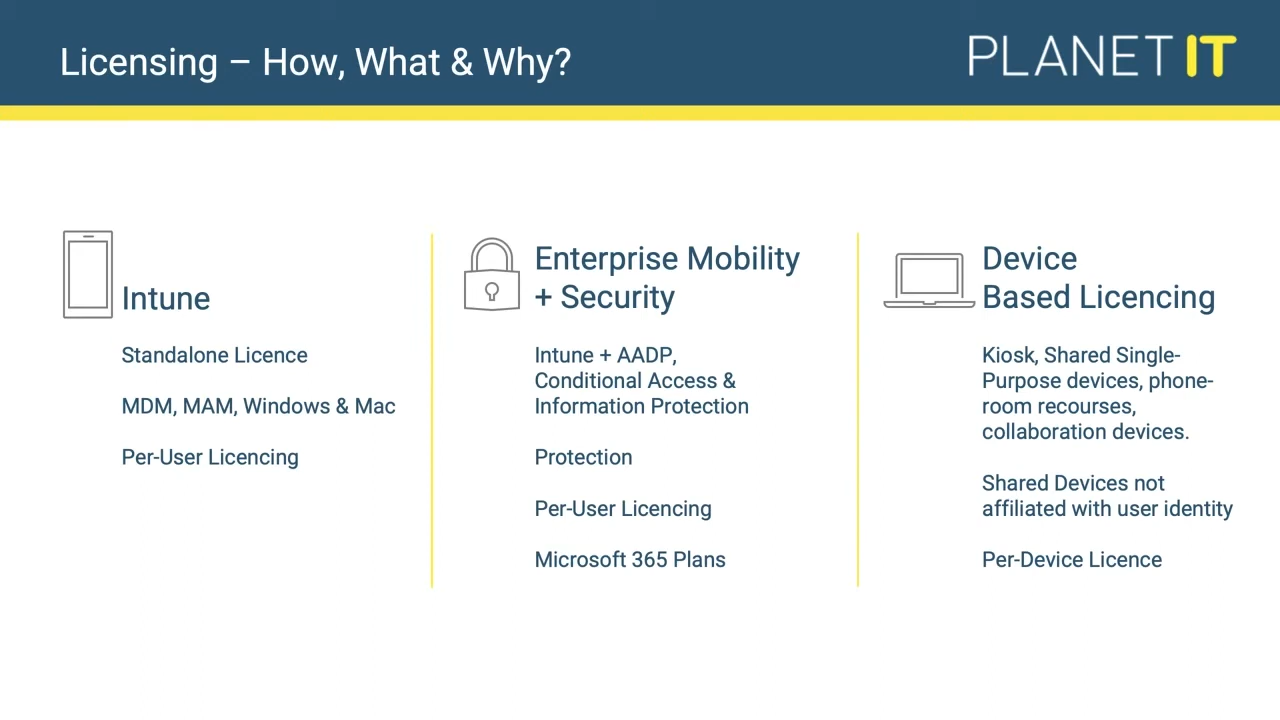 Licensing – How, What & Why?
PLANET IT
Intune
Standalone Licence
MDM, MAM, Windows & Mac
Per-User Licencing
Enterprise Mobility
+ Security
Intune + AADP,
Conditional Access &
Information Protection
Protection
Per-User Licencing
Microsoft 365 Plans
Device
Based Licencing
Kiosk, Shared Single-
Purpose devices, phone-
room recourses,
collaboration devices.
Shared Devices not
affiliated with user identity
Per-Device Licence